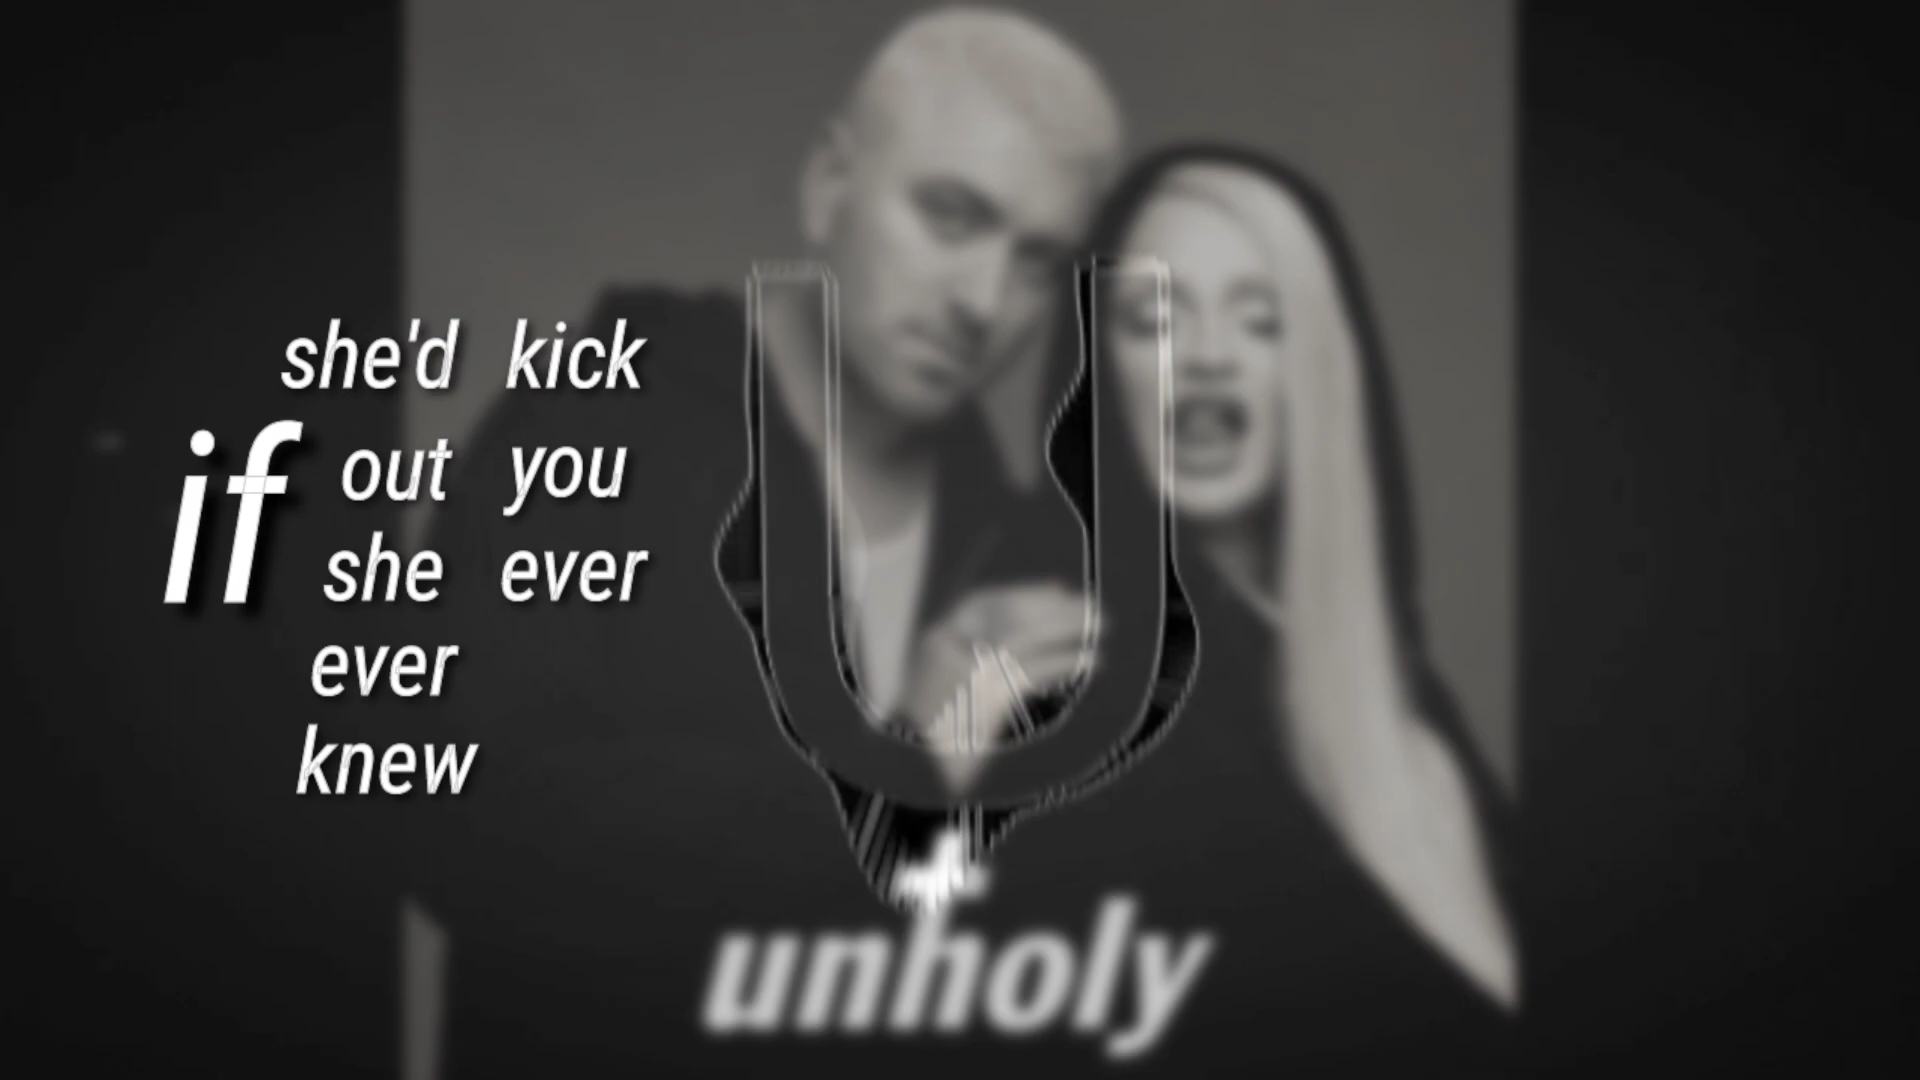 she'd kick
if out you
she ever
ever
knew
U
unholy